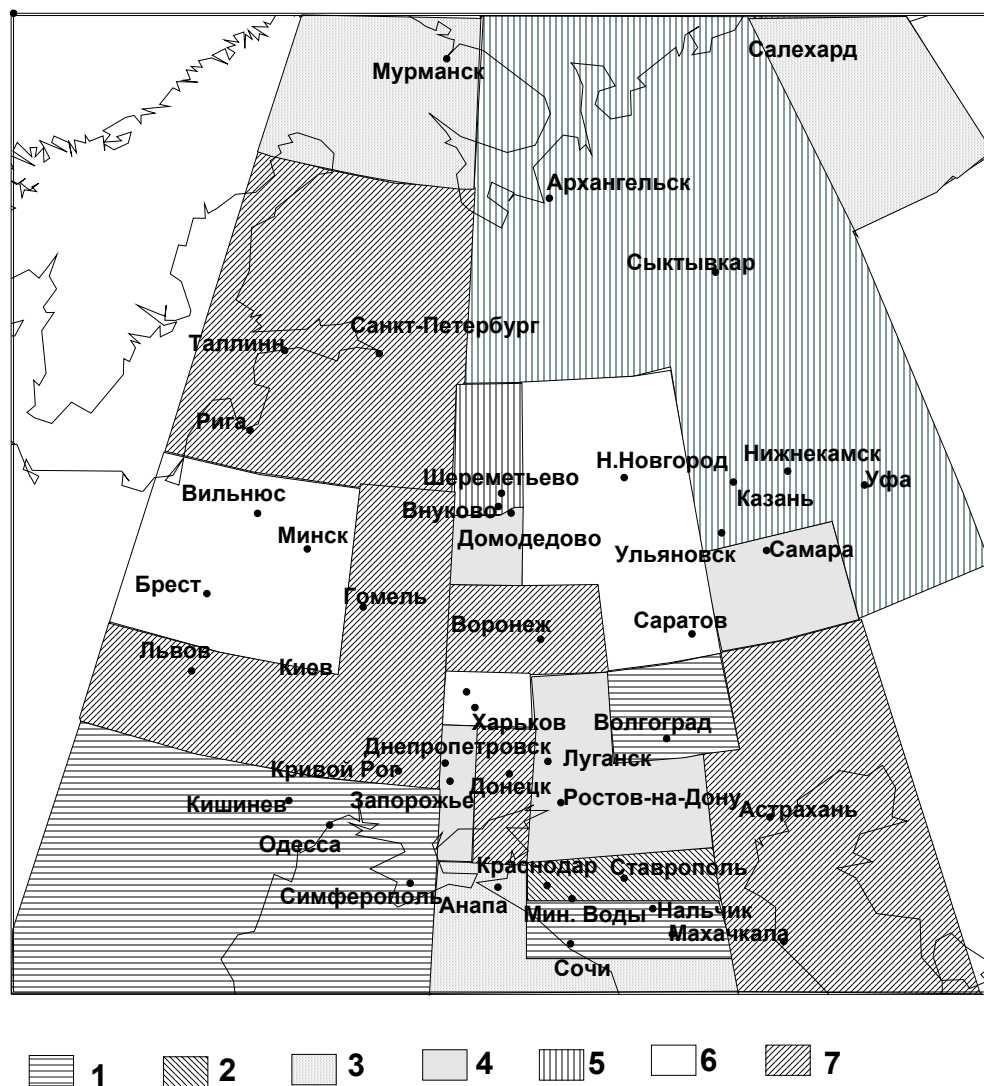 Салехард
Мурманск
Архангельск
Сыктывкар
Санкт-Петербург
Таллинн
Рига
Нижнекамск
Н.Новгород
Шереметьево
Уфа
Вильнюс
Казань
Внуково
Минск
Домодедово
Ульяновск
Самара
Брест
Гомель
Воронеж
Саратов
Львов
Киев
Харьков
Волгоград
Днепропетровск
Луганск
Кривой Рог
Донецк
Кишинев
Запорожье
Ростов-на-Дону
Астрахань
Одесса
Краснодар
Ставрополь
Симферополь
Анапа
Мин. Воды
Нальчик
Махачкала
Сочи
1 2 3 4 5 6 7